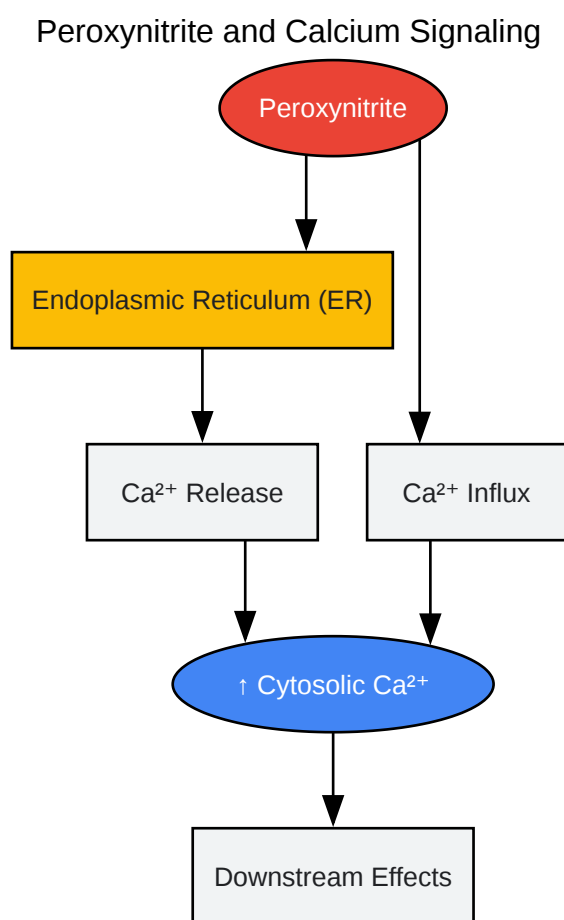 Peroxynitrite and Calcium Signaling
Peroxynitrite
Endoplasmic Reticulum (ER)
Ca²⁺ Release
Ca²⁺ Influx
↑ Cytosolic Ca²⁺
Downstream Effects